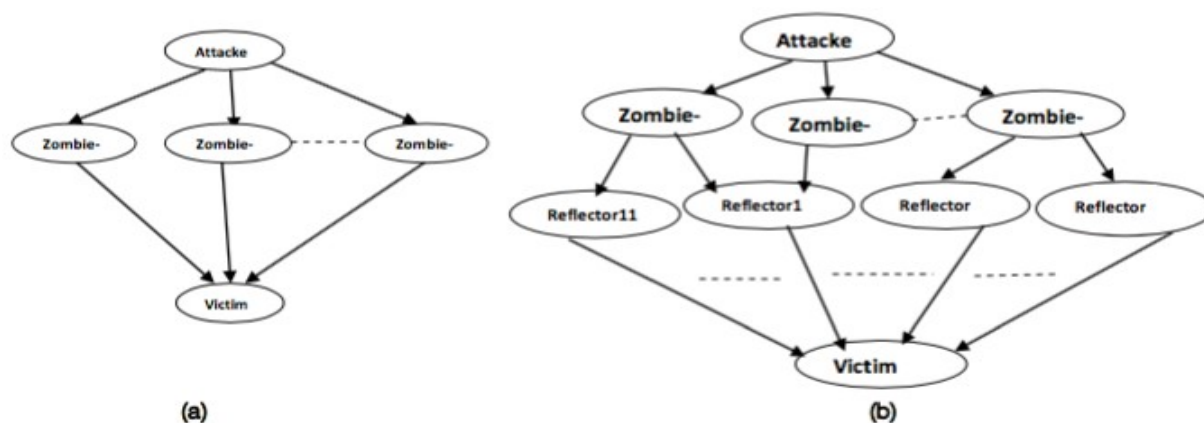 Attacke
Zombie-
Zombie-
Zombie-
Victim
(a)
Attacke
Zombie-
Zombie-
Zombie-
Reflector11
Reflector1
Reflector
Reflector
Victim
(b)